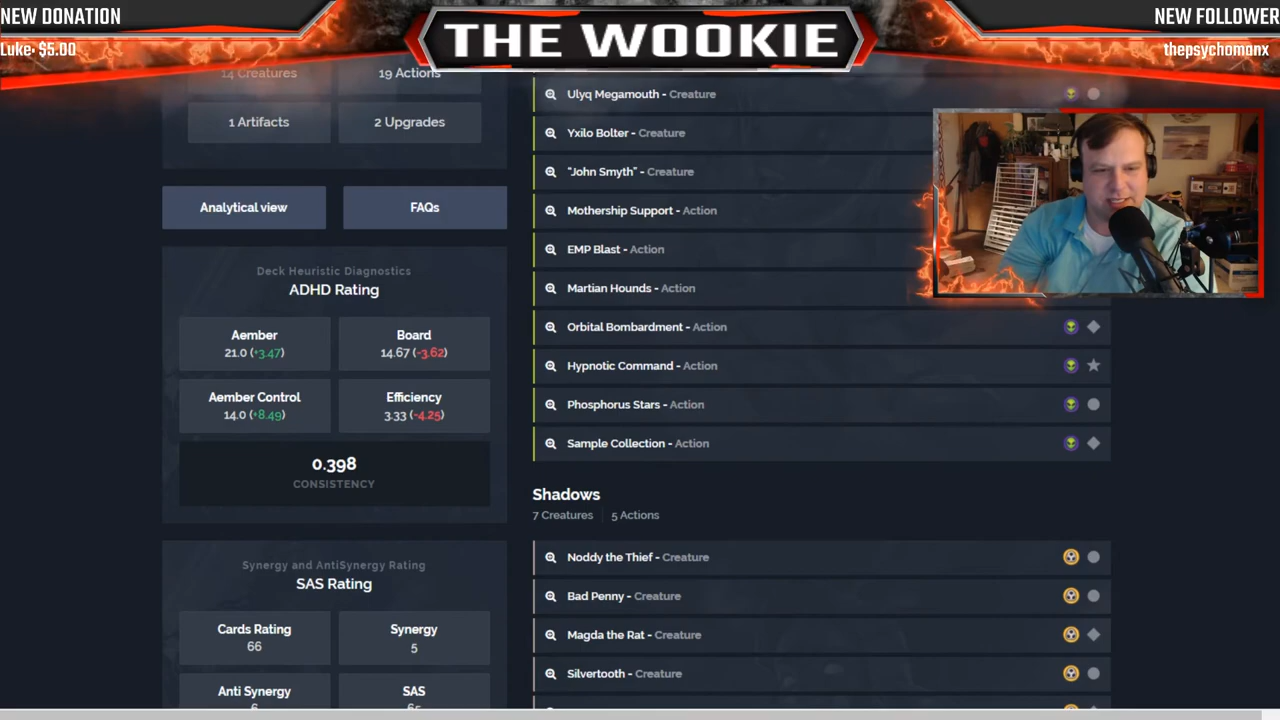 NEW DONATION
Luke: $5.00
THE WOOKIE
NEW FOLLOWER
thepsychomanx
14 Creatures
19 Actions
1 Artifacts
2 Upgrades
Analytical view
FAQs
Deck Heuristic Diagnostics
ADHD Rating
Aember
21.0 (+3.47)
Board
14.67 (-3.62)
Aember Control
14.0 (+8.49)
Efficiency
3.33 (-4.25)
0.398
CONSISTENCY
Synergy and AntiSynergy Rating
SAS Rating
Cards Rating
66
Synergy
5
Anti Synergy
6
SAS
65
Ulyq Megamouth - Creature
Yxilo Bolter - Creature
"John Smyth" - Creature
Mothership Support - Action
EMP Blast - Action
Martian Hounds - Action
Orbital Bombardment - Action
Hypnotic Command - Action
Phosphorus Stars - Action
Sample Collection - Action
Shadows
7 Creatures | 5 Actions
Noddy the Thief - Creature
Bad Penny - Creature
Magda the Rat - Creature
Silvertooth - Creature